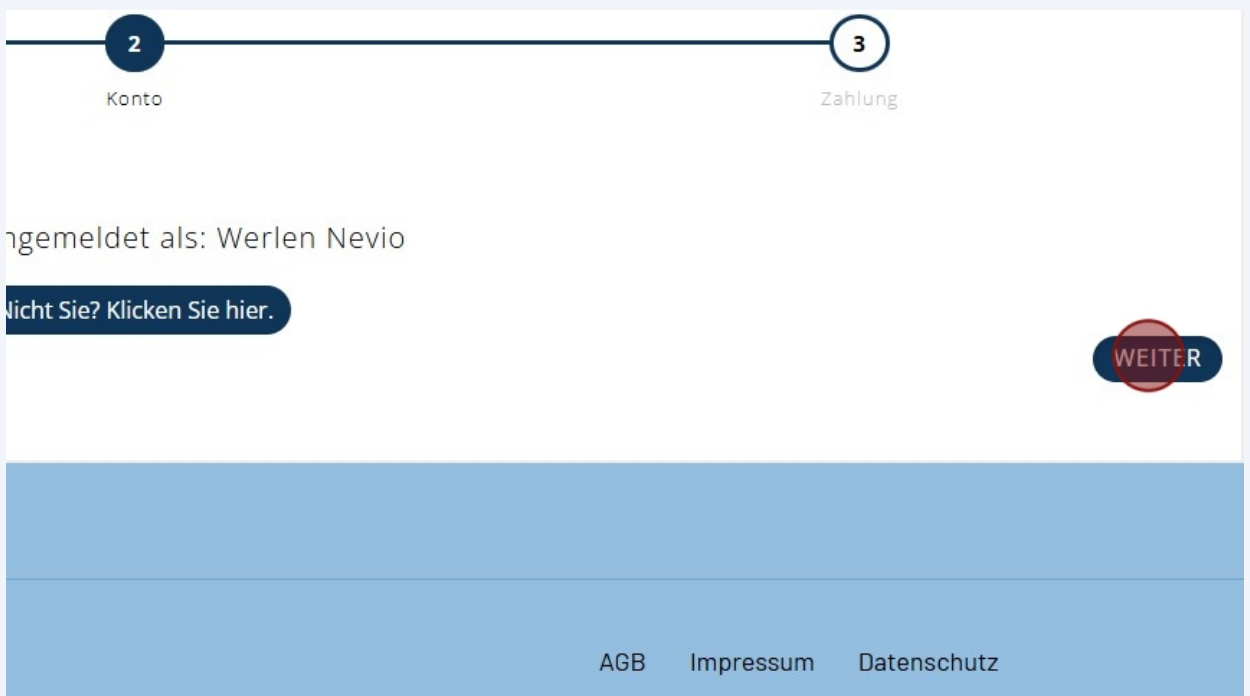 2
3
Konto
Zahlung
ngemeldet als: Werlen Nevio
Nicht Sie? Klicken Sie hier.
WEITER
AGB Impressum Datenschutz